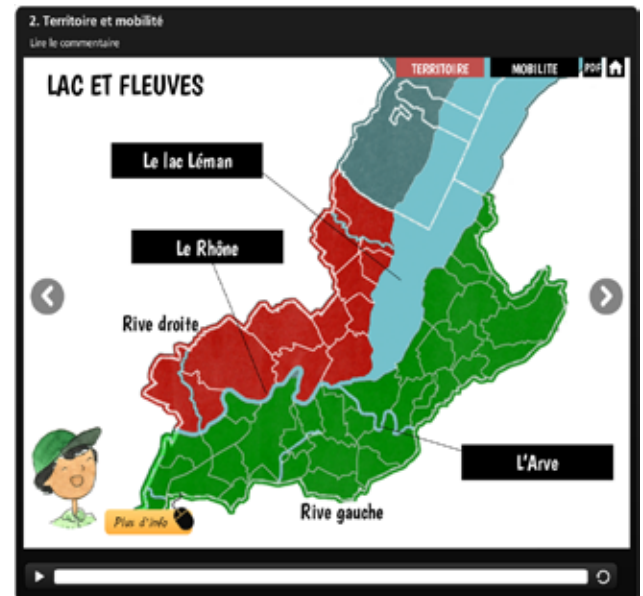 2. Territoire et mobilité
Lire le commentaire
TERRITOIRE
MOBILITE
PDF
LAC ET FLEUVES
Le lac Léman
Le Rhône
Rive droite
L'Arve
Rive gauche
Plus d'info